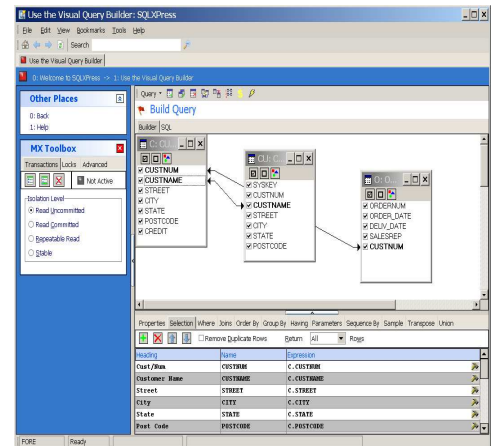 Use the Visual Query Builder: SQLXPress
File Edit View Bookmarks Tools Help
Search
Use the Visual Query Builder
0: Welcome to SQLXPress -> 1: Use the Visual Query Builder
Other Places
0: Back
1: Help
MX Toolbox
Transactions Locks Advanced
Not Active
Isolation Level
Read Uncommitted
Read Committed
Repeatable Read
Stable
Query
Build Query
Builder SQL
C: CU...
CUSTNUM
CUSTNAME
STREET
CITY
STATE
POSTCODE
CREDIT
CU: C...
SYSKEY
CUSTNUM
CUSTNAME
STREET
CITY
STATE
POSTCODE
O: O...
ORDERNUM
ORDER_DATE
DELIV_DATE
SALESREP
CUSTNUM
Properties Selection Where Joins Order By Group By Having Parameters Sequence By Sample Transpose Union
Remove Duplicate Rows Return All Rows
Heading Name Expression
Cust/Num CUSTNUM C.CUSTNUM
Customer Name CUSTNAME C.CUSTNAME
Street STREET C.STREET
City CITY C.CITY
State STATE C.STATE
Post Code POSTCODE C.POSTCODE
FORE Ready